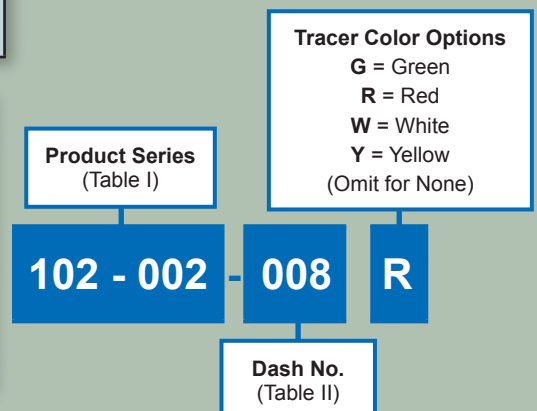 Tracer Color Options
G = Green
R = Red
W = White
Y = Yellow
(Omit for None)
Product Series
(Table I)
102 - 002 - 008 R
Dash No.
(Table II)